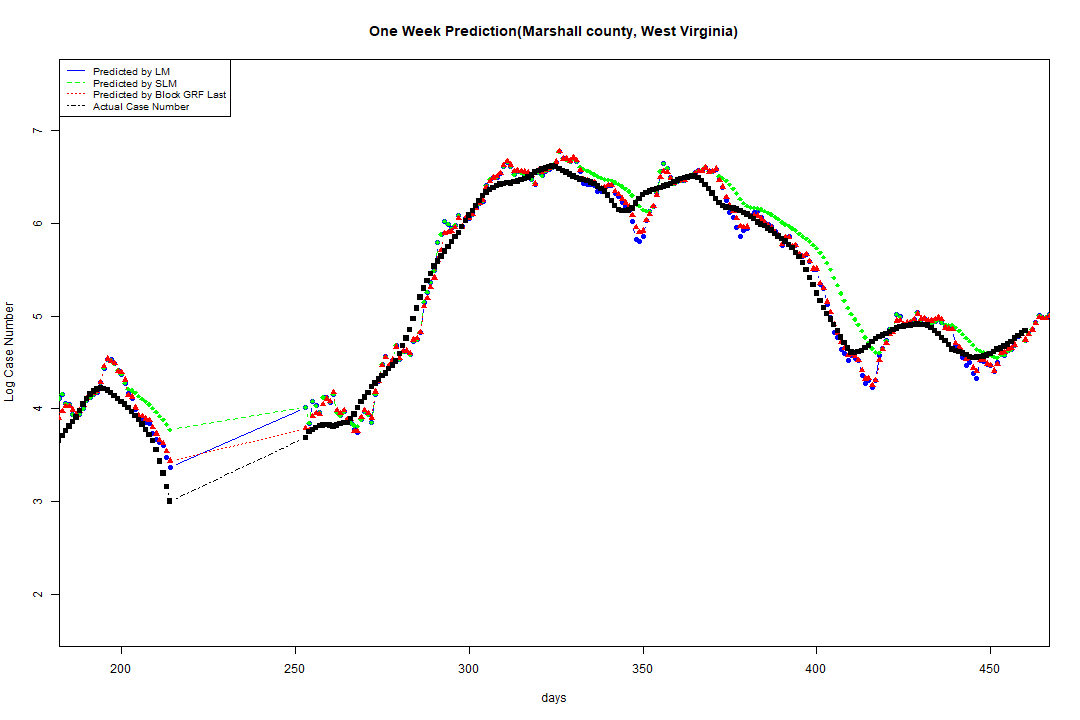 One Week Prediction(Marshall county, West Virginia)
Predicted by LM
Predicted by SLM
Predicted by Block GRF Last
Actual Case Number
7
6
5
4
3
2
Log Case Number
200 250 300 350 400 450
days